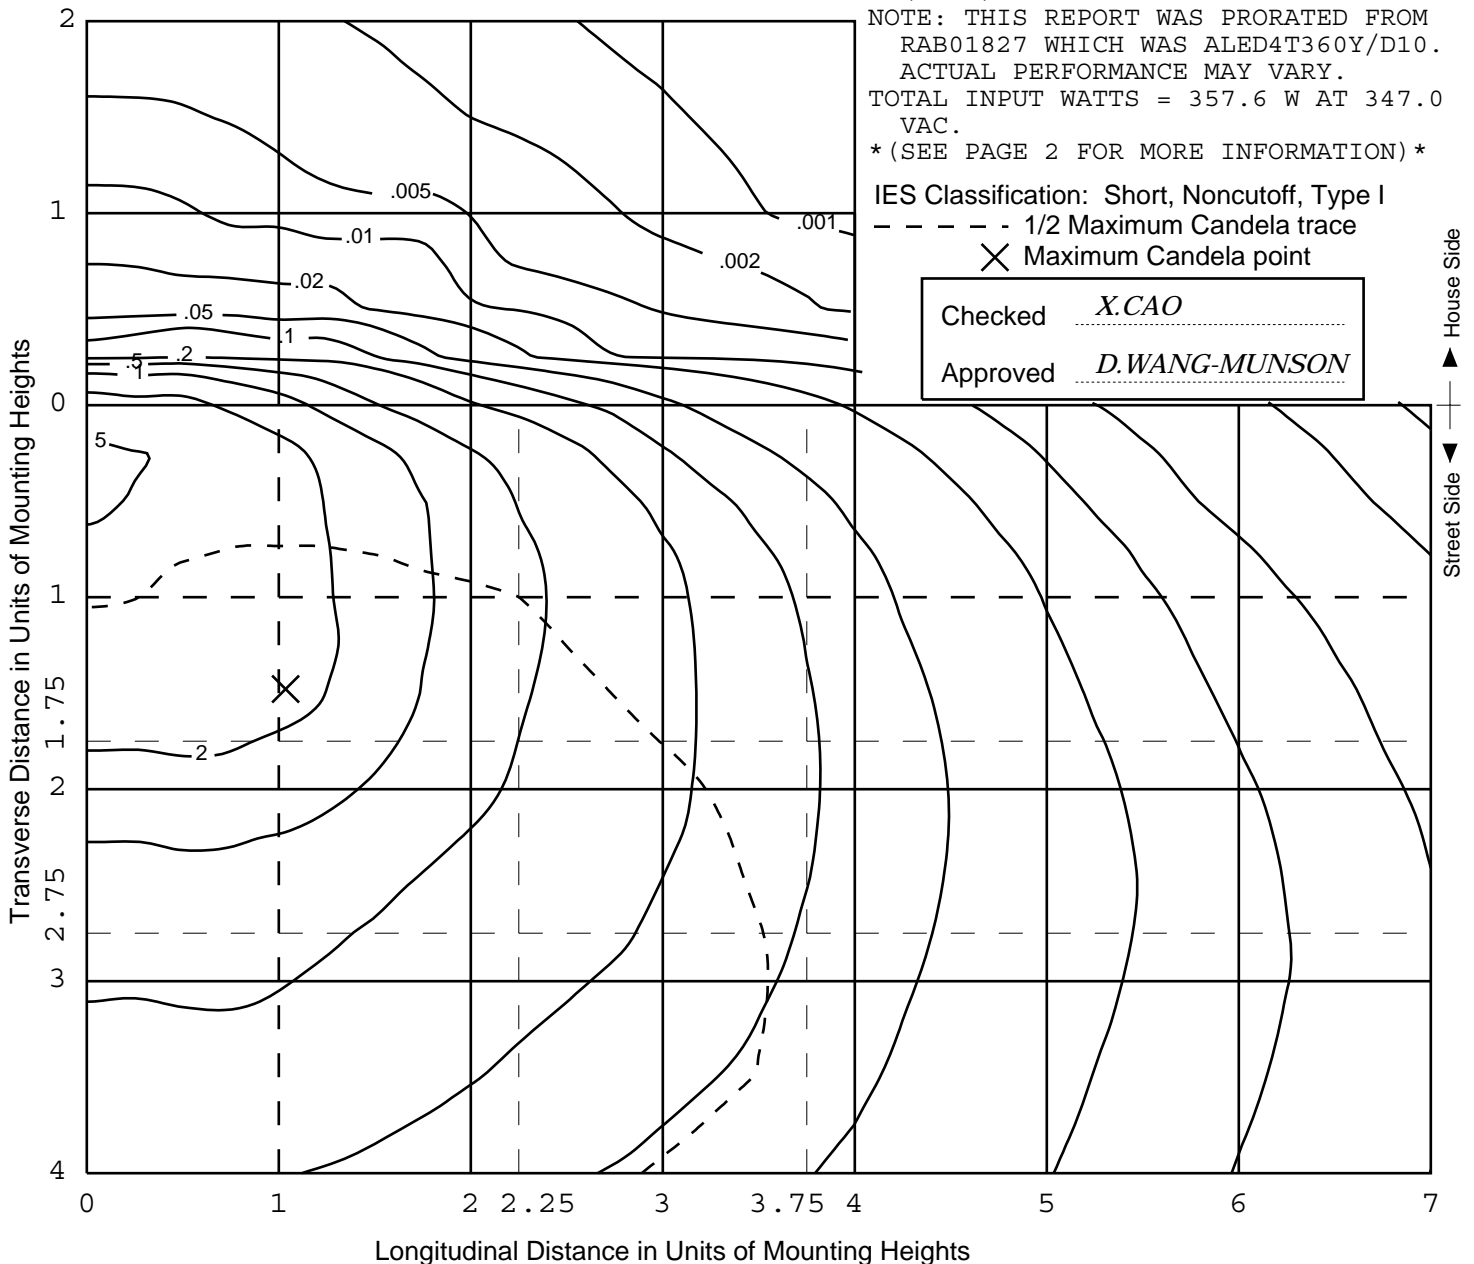 NOTE: THIS REPORT WAS PRORATED FROM
RAB01827 WHICH WAS ALED4T360Y/D10.
ACTUAL PERFORMANCE MAY VARY.
TOTAL INPUT WATTS = 357.6 W AT 347.0
VAC.
*(SEE PAGE 2 FOR MORE INFORMATION)*
IES Classification: Short, Noncutoff, Type I
1/2 Maximum Candela trace
Maximum Candela point
Checked X.CAO
Approved D.WANG-MUNSON
House Side
Street Side
Transverse Distance in Units of Mounting Heights
2
1
0
1
1.75
2
2.75
3
4
.005
.001
.01
.002
.02
.05
.1
.2
.5
1
5
2
0 1 2 2.25 3 3.75 4 5 6 7
Longitudinal Distance in Units of Mounting Heights